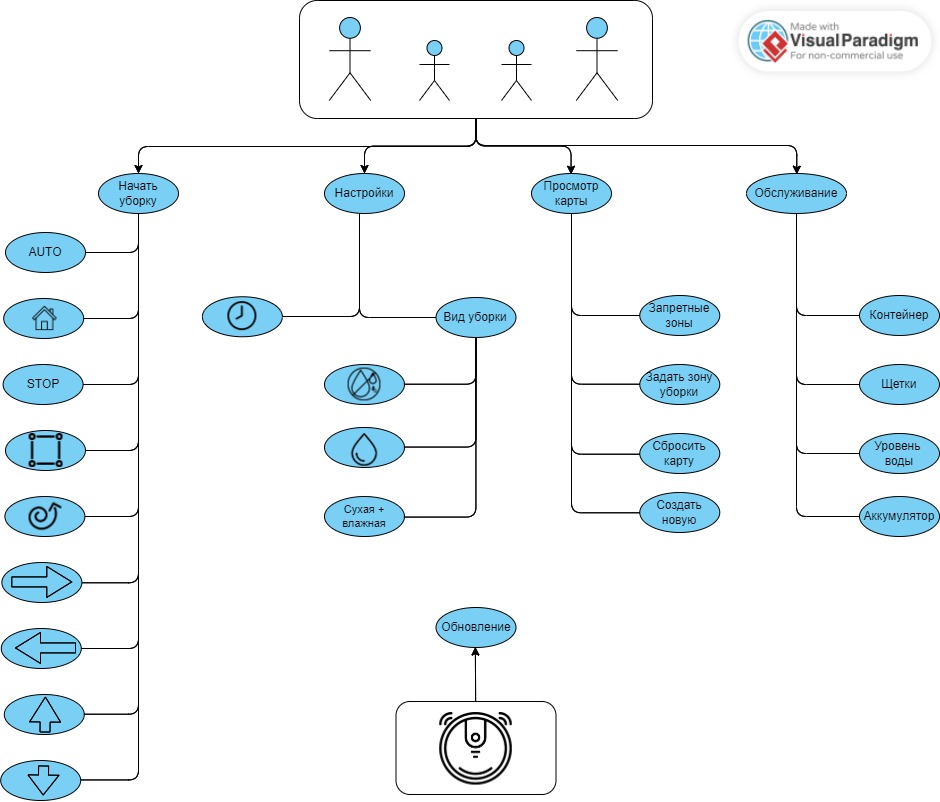 Made with
Visual Paradigm
For non-commercial use
Начать
уборку
Настройки
Просмотр
карты
Обслуживание
AUTO
Вид уборки
Запретные
зоны
Контейнер
STOP
Задать зону
уборки
Щетки
Сбросить
карту
Уровень
воды
Сухая +
влажная
Создать
новую
Аккумулятор
Обновление